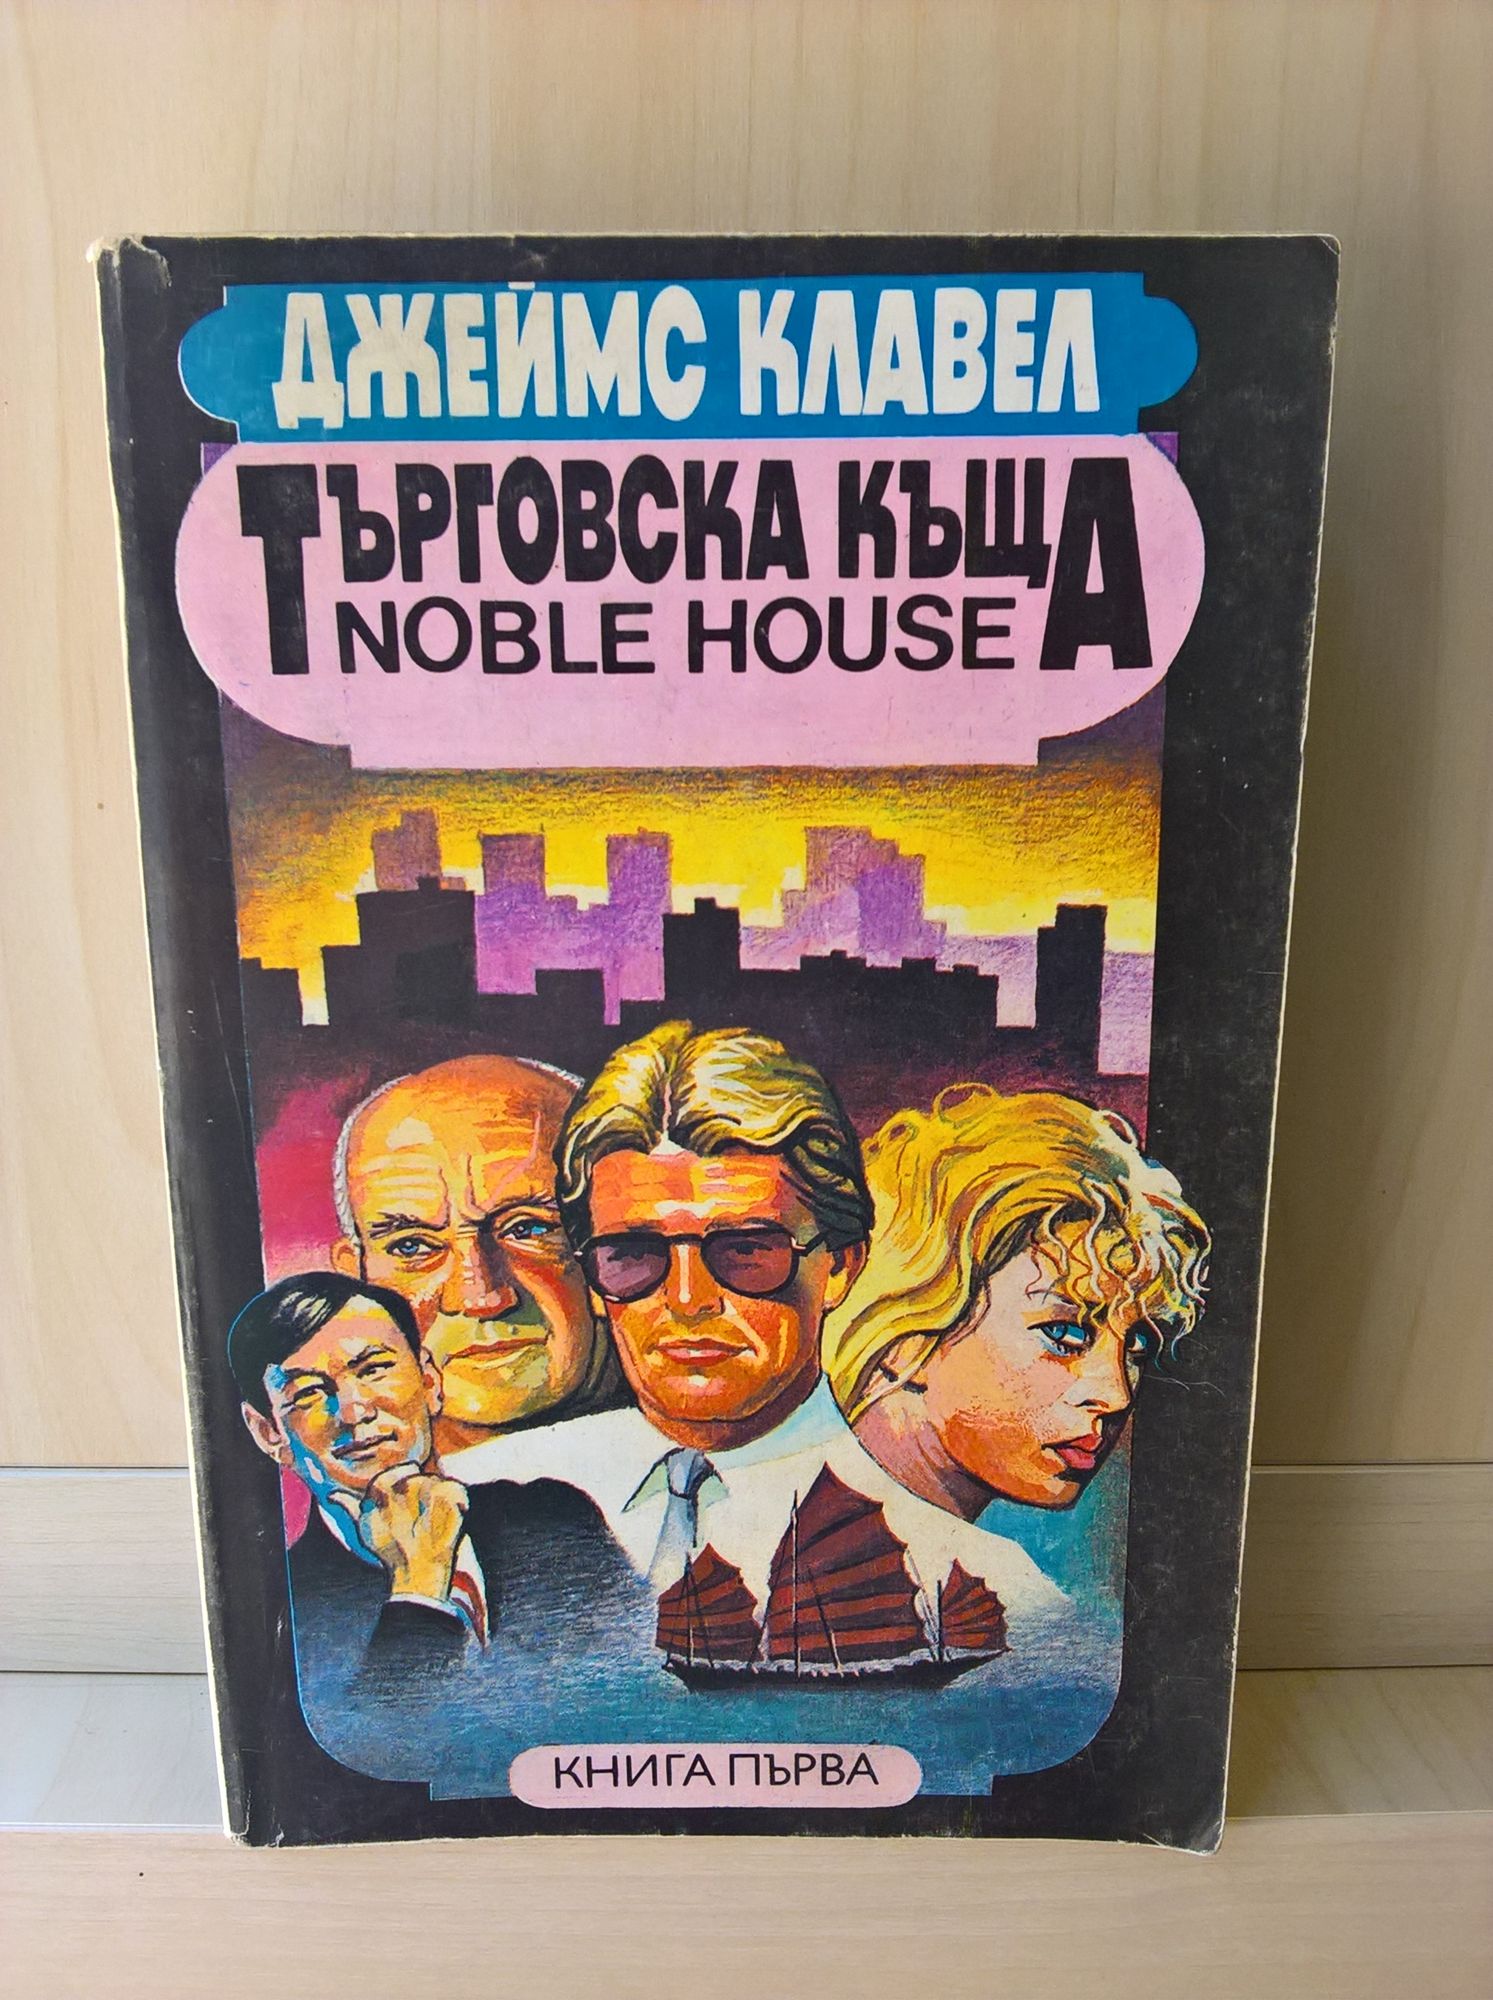 ДЖЕЙМС КЛАВЕЛ
ТЪРГОВСКА КЪЩА
NOBLE HOUSE
КНИГА ПЪРВА